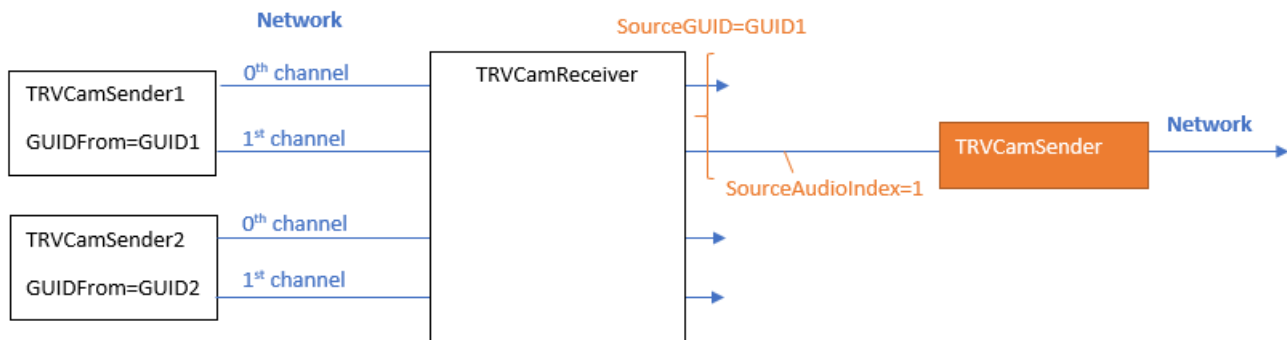 Network
SourceGUID=GUID1
0th channel
TRVCamReceiver
TRVCamSender1
GUIDFrom=GUID1
1st channel
Network
TRVCamSender
SourceAudioIndex=1
0th channel
TRVCamSender2
GUIDFrom=GUID2
1st channel